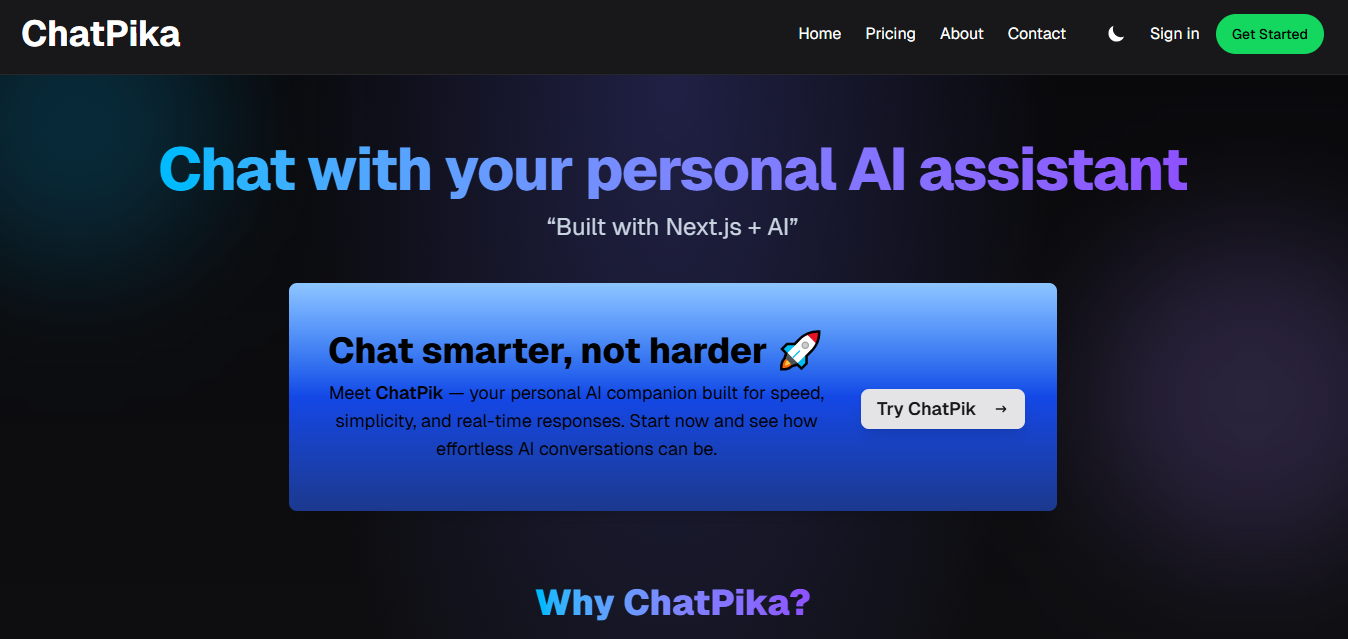 ChatPika
Home Pricing About Contact Sign in Get Started
Chat with your personal AI assistant
“Built with Next.js + AI”
Chat smarter, not harder 🚀
Meet ChatPik — your personal AI companion built for speed,
simplicity, and real-time responses. Start now and see how
effortless AI conversations can be.
Try ChatPik →
Why ChatPika?